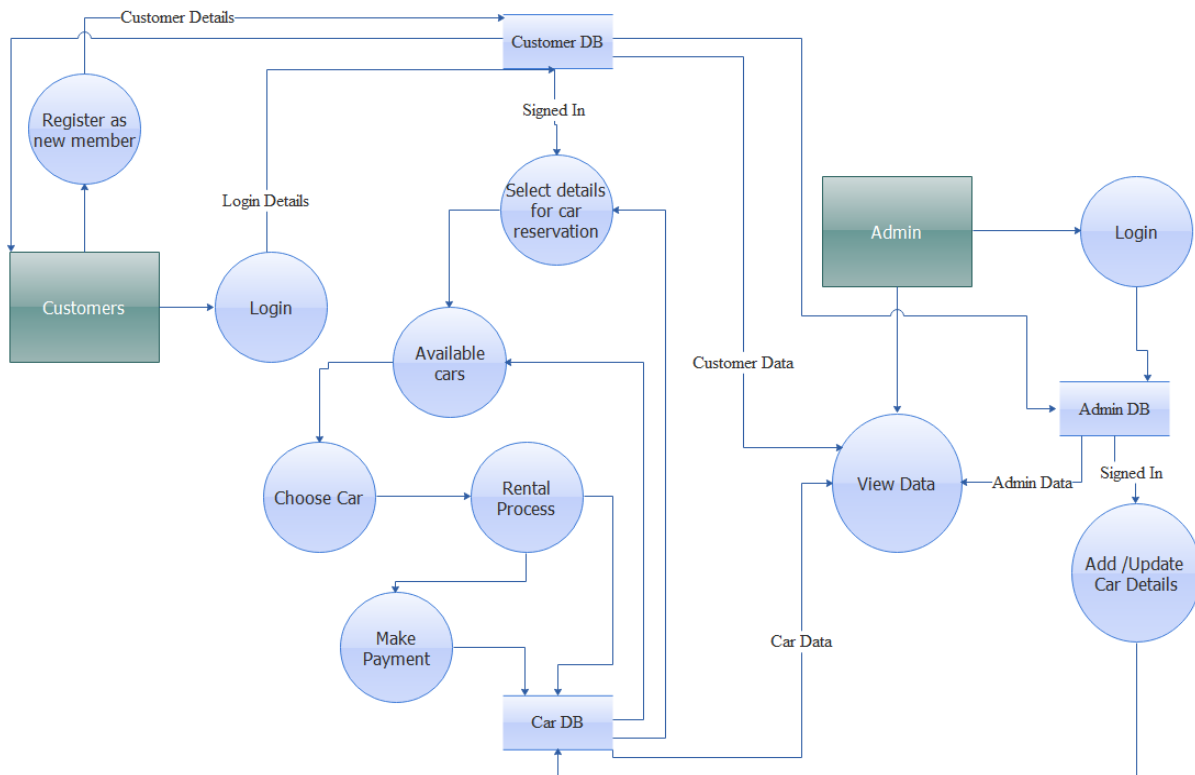 Customer Details
Customer DB
Register as
new member
Signed In
Select details
for car
reservation
Login Details
Admin
Login
Customers
Login
Available
cars
Customer Data
Admin DB
Choose Car
Rental
Process
View Data
Admin Data
Signed In
Add /Update
Car Details
Make
Payment
Car Data
Car DB